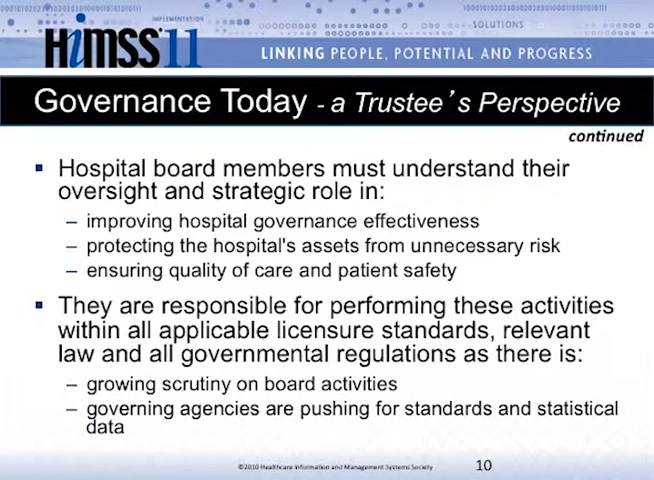 IMPLEMENTATION
SOLUTIONS
HiMSS'11 LINKING PEOPLE, POTENTIAL AND PROGRESS
Governance Today - a Trustee's Perspective
continued
Hospital board members must understand their
oversight and strategic role in:
– improving hospital governance effectiveness
– protecting the hospital's assets from unnecessary risk
– ensuring quality of care and patient safety
They are responsible for performing these activities
within all applicable licensure standards, relevant
law and all governmental regulations as there is:
– growing scrutiny on board activities
– governing agencies are pushing for standards and statistical
data
©2010 Healthcare Information and Management Systems Society 10